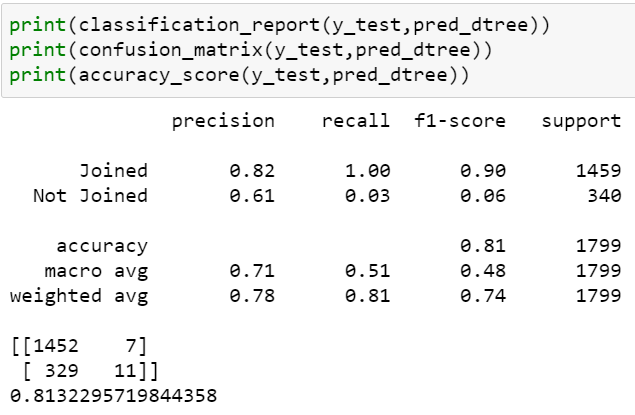 print(classification_report(y_test,pred_dtree))
print(confusion_matrix(y_test,pred_dtree))
print(accuracy_score(y_test,pred_dtree))
precision recall f1-score support
Joined 0.82 1.00 0.90 1459
Not Joined 0.61 0.03 0.06 340
accuracy 0.81 1799
macro avg 0.71 0.51 0.48 1799
weighted avg 0.78 0.81 0.74 1799
[[1452 7]
[ 329 11]]
0.8132295719844358